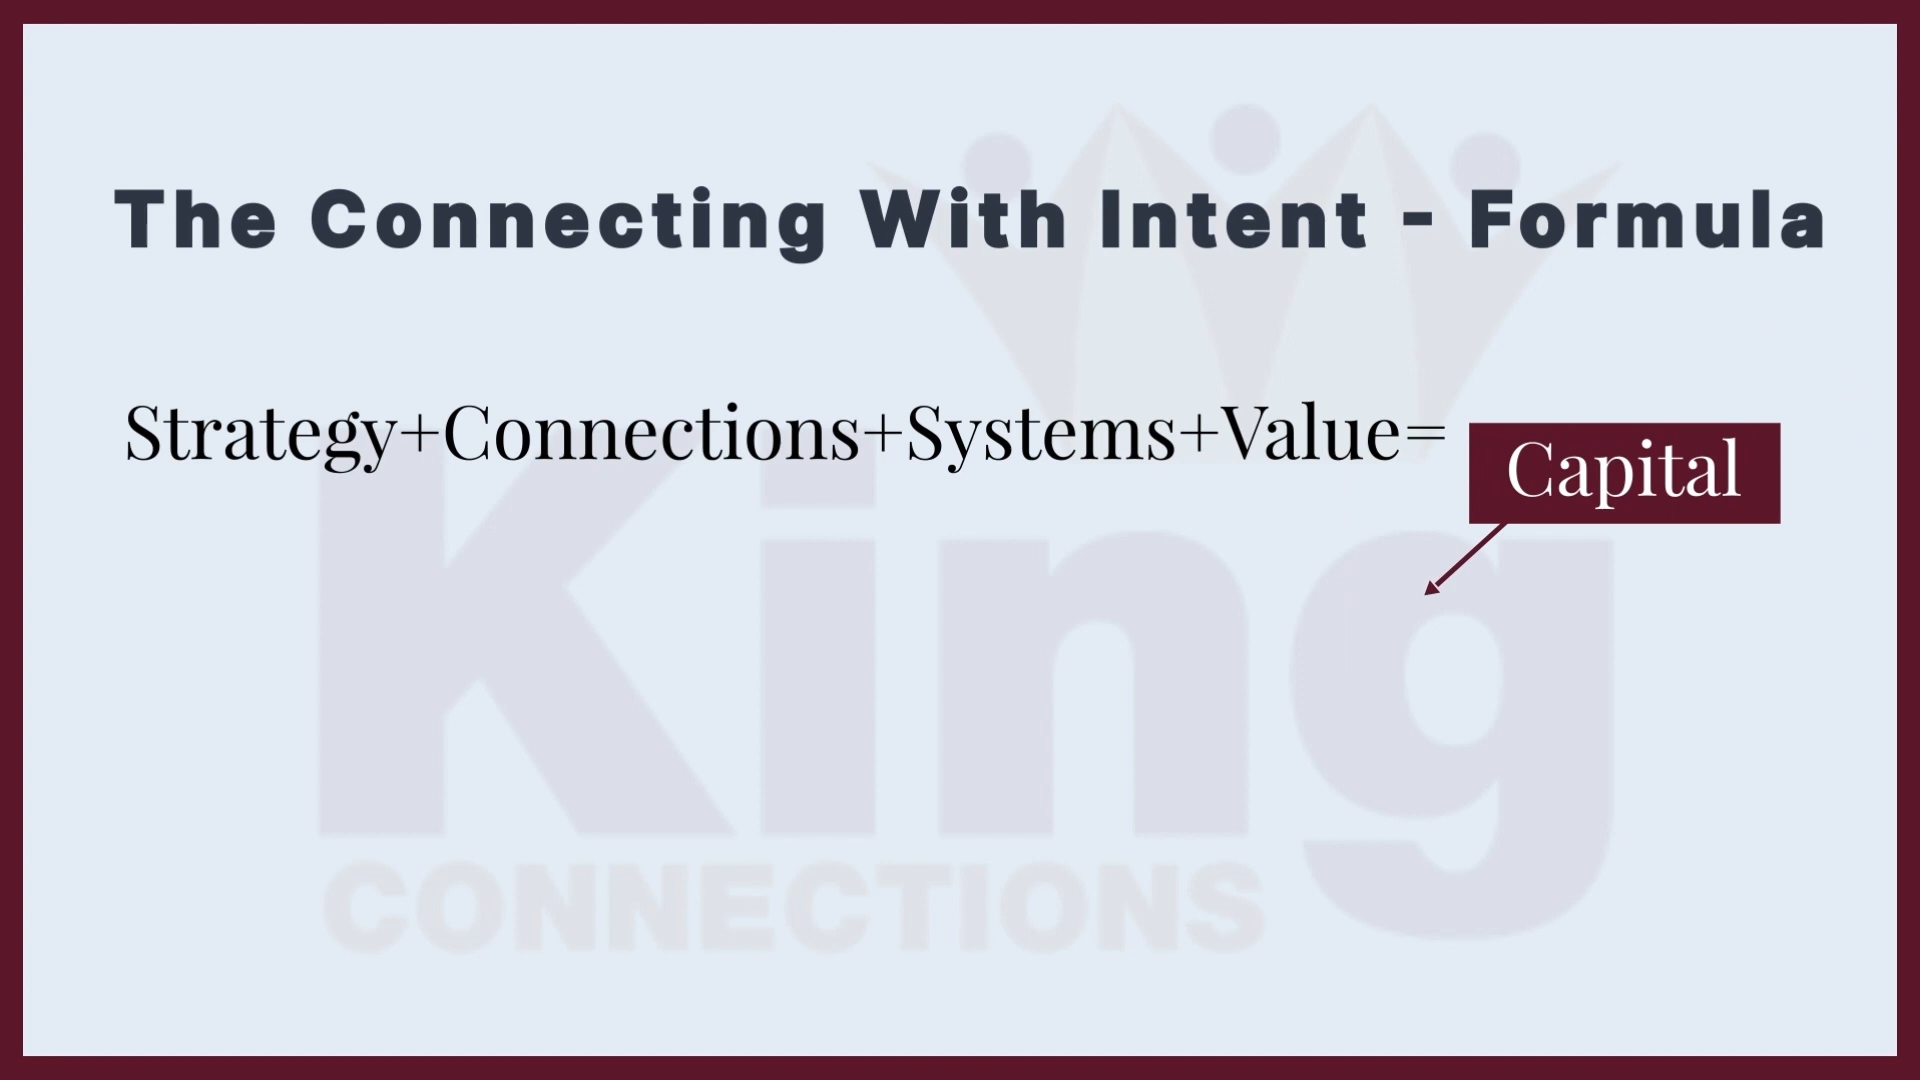 The Connecting With Intent - Formula
Strategy+Connections+Systems+Value=
Capital
King
CONNECTIONS